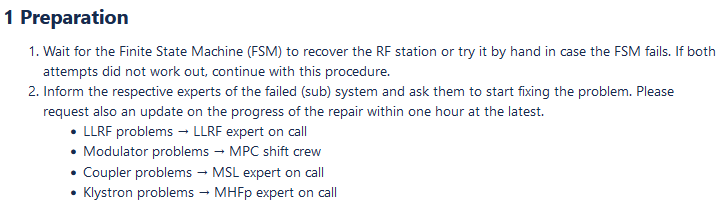 1 Preparation
1. Wait for the Finite State Machine (FSM) to recover the RF station or try it by hand in case the FSM fails. If both
attempts did not work out, continue with this procedure.
2. Inform the respective experts of the failed (sub) system and ask them to start fixing the problem. Please
request also an update on the progress of the repair within one hour at the latest.
• LLRF problems → LLRF expert on call
• Modulator problems → MPC shift crew
• Coupler problems → MSL expert on call
• Klystron problems → MHFp expert on call